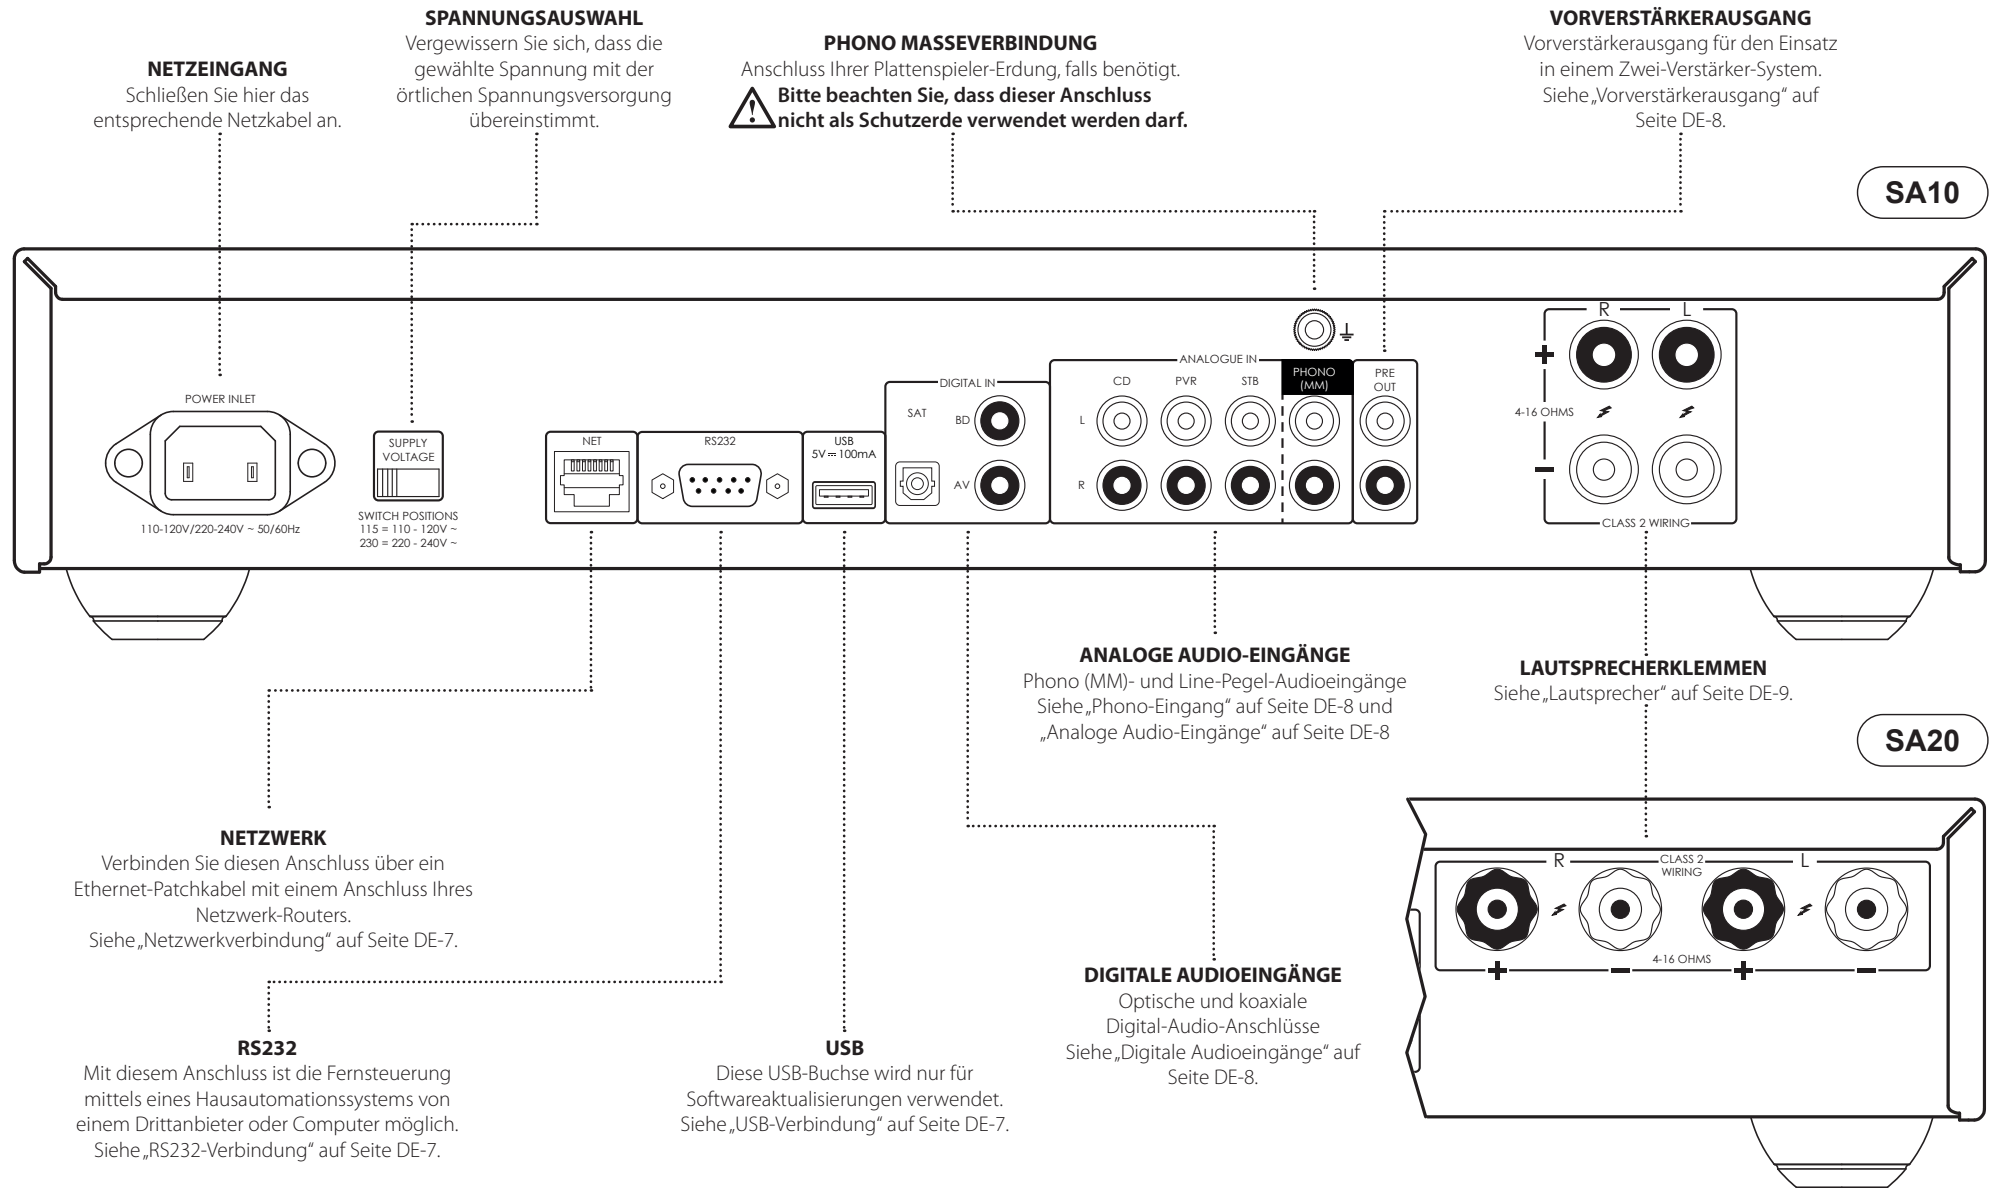 SPANNUNGSAUSWAHL
Vergewissern Sie sich, dass die
gewählte Spannung mit der
örtlichen Spannungsversorgung
übereinstimmt.
NETZEINGANG
Schließen Sie hier das
entsprechende Netzkabel an.
PHONO MASSEVERBINDUNG
Anschluss Ihrer Plattenspieler-Erdung, falls benötigt.
Bitte beachten Sie, dass dieser Anschluss
nicht als Schutzerde verwendet werden darf.
VORVERSTÄRKERAUSGANG
Vorverstärkerausgang für den Einsatz
in einem Zwei-Verstärker-System.
Siehe „Vorverstärkerausgang“ auf
Seite DE-8.
SA10
POWER INLET
110-120V/220-240V ~ 50/60Hz
SUPPLY
VOLTAGE
SWITCH POSITIONS
115 = 110 - 120V ~
230 = 220 - 240V ~
NET
RS232
USB
5V ⎓ 100mA
DIGITAL IN
SAT
BD
AV
ANALOGUE IN
CD PVR STB
PHONO
(MM)
L
R
PRE
OUT
R L
+
4-16 OHMS
−
CLASS 2 WIRING
ANALOGE AUDIO-EINGÄNGE
Phono (MM)- und Line-Pegel-Audioeingänge
Siehe „Phono-Eingang“ auf Seite DE-8 und
„Analoge Audio-Eingänge“ auf Seite DE-8
LAUTSPRECHERKLEMMEN
Siehe „Lautsprecher“ auf Seite DE-9.
SA20
R
CLASS 2
WIRING
L
4-16 OHMS
+ − + −
NETZWERK
Verbinden Sie diesen Anschluss über ein
Ethernet-Patchkabel mit einem Anschluss Ihres
Netzwerk-Routers.
Siehe „Netzwerkverbindung“ auf Seite DE-7.
RS232
Mit diesem Anschluss ist die Fernsteuerung
mittels eines Hausautomationssystems von
einem Drittanbieter oder Computer möglich.
Siehe „RS232-Verbindung“ auf Seite DE-7.
USB
Diese USB-Buchse wird nur für
Softwareaktualisierungen verwendet.
Siehe „USB-Verbindung“ auf Seite DE-7.
DIGITALE AUDIOEINGÄNGE
Optische und koaxiale
Digital-Audio-Anschlüsse
Siehe „Digitale Audioeingänge“ auf
Seite DE-8.